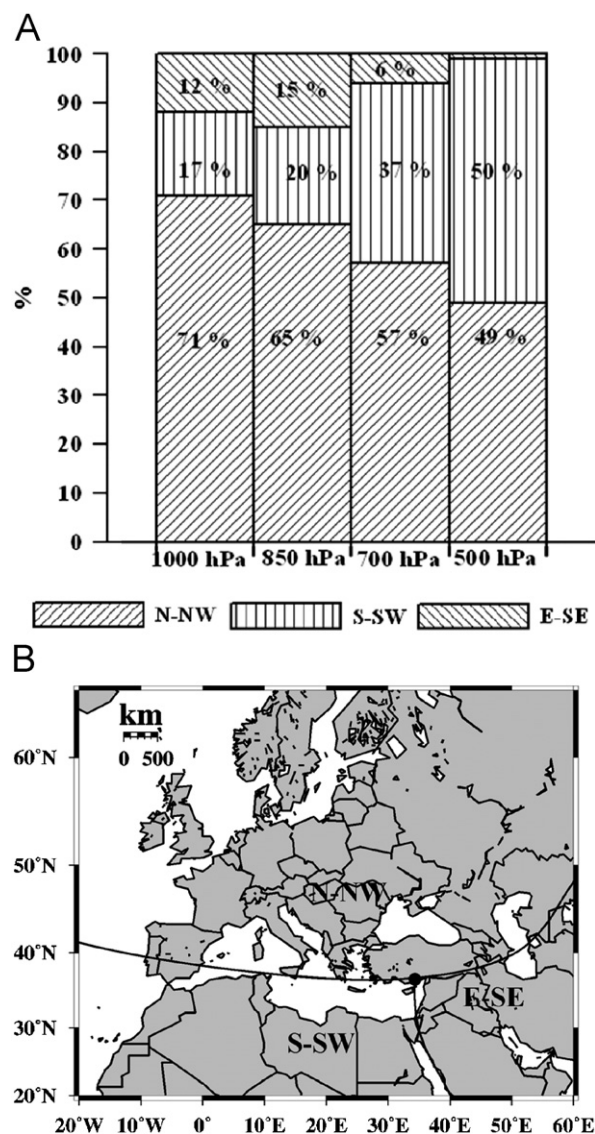 A
100
90
80
70
60
50
40
30
20
10
0
%
12 % 15 % 6 %
17 % 20 % 37 % 50 %
71 % 65 % 57 % 49 %
1000 hPa 850 hPa 700 hPa 500 hPa
N-NW S-SW E-SE
B
km
0 500
60°N
50°N
40°N
30°N
20°N
N-NW
E-SE
S-SW
20°W 10°W 0° 10°E 20°E 30°E 40°E 50°E 60°E